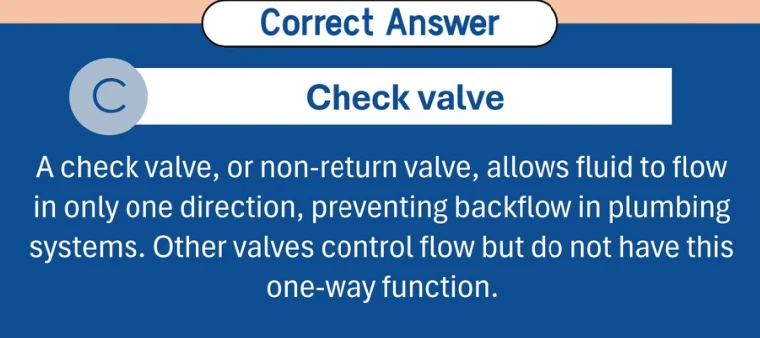 Correct Answer
C
Check valve
A check valve, or non-return valve, allows fluid to flow
in only one direction, preventing backflow in plumbing
systems. Other valves control flow but do not have this
one-way function.